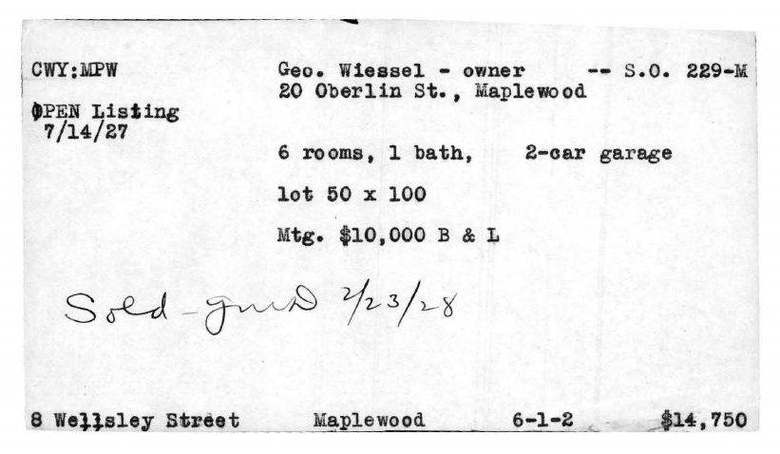 CWY:MPW Geo. Wiessel - owner -- S.O. 229-M
20 Oberlin St., Maplewood
OPEN Listing
7/14/27
6 rooms, 1 bath, 2-car garage
lot 50 x 100
Mtg. $10,000 B & L
Sold - 2/23/28
8 Wellsley Street Maplewood 6-1-2 $14,750